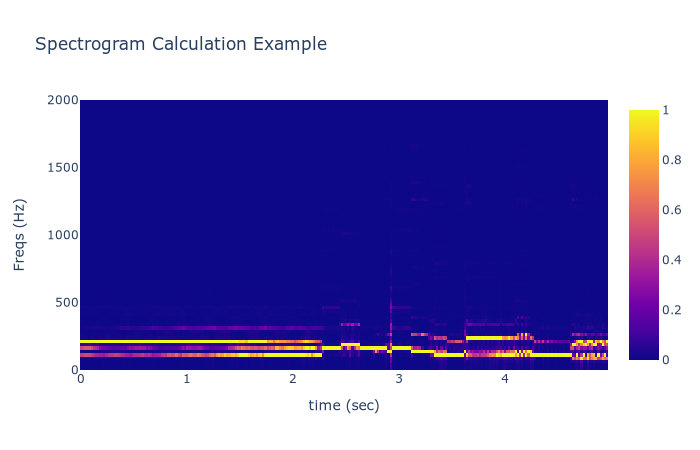 Spectrogram Calculation Example
2000
1500
1000
500
0
Freqs (Hz)
0 1 2 3 4
time (sec)
1
0.8
0.6
0.4
0.2
0